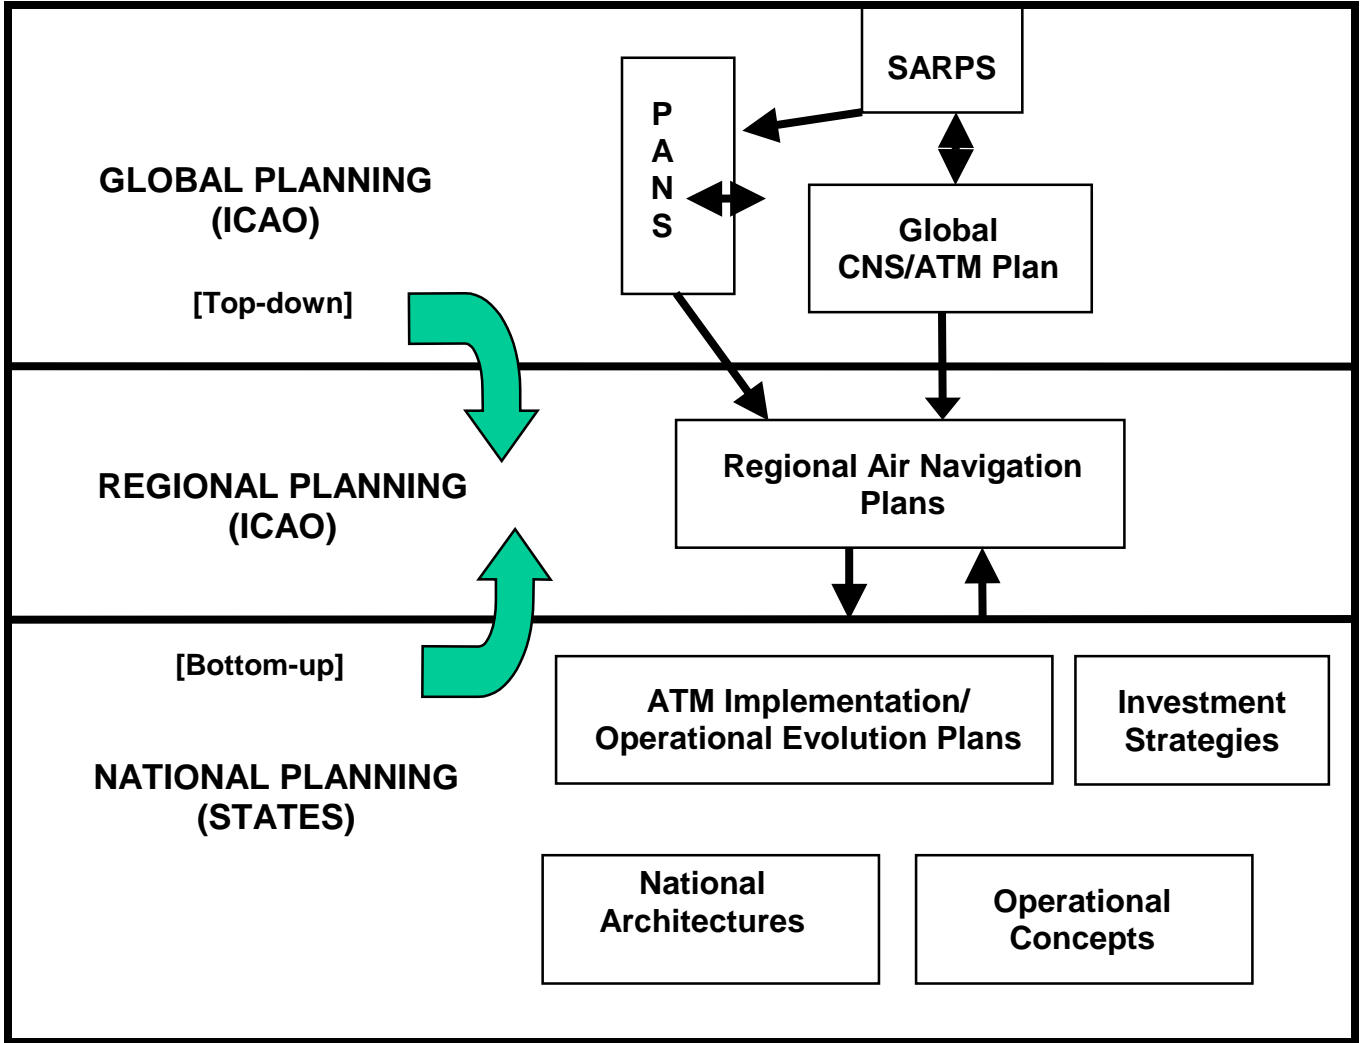 SARPS
P
A
N
S
GLOBAL PLANNING
(ICAO)
Global
CNS/ATM Plan
[Top-down]
REGIONAL PLANNING
(ICAO)
Regional Air Navigation
Plans
[Bottom-up]
ATM Implementation/
Operational Evolution Plans
Investment
Strategies
NATIONAL PLANNING
(STATES)
National
Architectures
Operational
Concepts